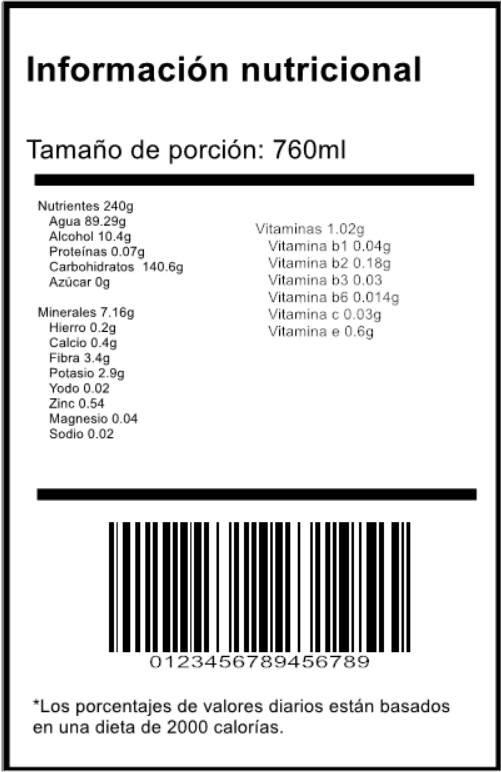 Información nutricional
Tamaño de porción: 760ml
Nutrientes 240g
Agua 89.29g
Alcohol 10.4g
Proteínas 0.07g
Carbohidratos 140.6g
Azúcar 0g
Minerales 7.16g
Hierro 0.2g
Calcio 0.4g
Fibra 3.4g
Potasio 2.9g
Yodo 0.02
Zinc 0.54
Magnesio 0.04
Sodio 0.02
Vitaminas 1.02g
Vitamina b1 0.04g
Vitamina b2 0.18g
Vitamina b3 0.03
Vitamina b6 0.014g
Vitamina c 0.03g
Vitamina e 0.6g
0123456789456789
*Los porcentajes de valores diarios están basados
en una dieta de 2000 calorías.